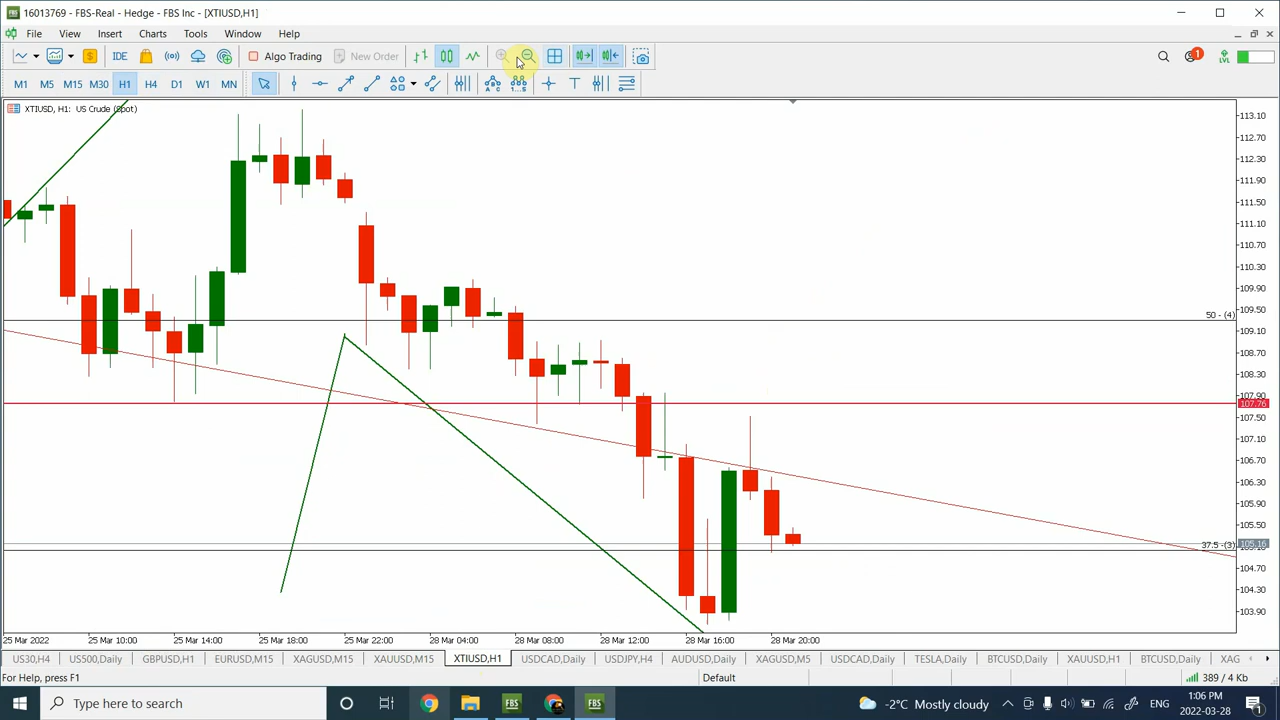 16013769 - FBS-Real - Hedge - FBS Inc - [XTIUSD,H1]
File View Insert Charts Tools Window Help
IDE Algo Trading New Order 1 LVL
M1 M5 M15 M30 H1 H4 D1 W1 MN T
XTIUSD, H1: US Crude (Spot)
113.10
112.70
112.30
111.90
111.50
111.10
110.70
110.30
109.90
109.50
50 - (4)
109.10
108.70
108.30
107.90
107.76
107.50
107.10
106.70
106.30
105.90
105.50
37.5 -(3)
105.16
104.70
104.30
103.90
25 Mar 2022 25 Mar 10:00 25 Mar 14:00 25 Mar 18:00 25 Mar 22:00 28 Mar 04:00 28 Mar 08:00 28 Mar 12:00 28 Mar 16:00 28 Mar 20:00
US30,H4 US500,Daily GBPUSD,H1 EURUSD,M15 XAGUSD,M15 XAUUSD,M15 XTIUSD,H1 USDCAD,Daily USDJPY,H4 AUDUSD,Daily XAGUSD,M5 USDCAD,Daily TESLA,Daily BTCUSD,Daily XAUUSD,H1 BTCUSD,Daily XAG
For Help, press F1 Default 389 / 4 Kb
Type here to search FBS FBS -2°C Mostly cloudy ENG 1:06 PM
2022-03-28 1